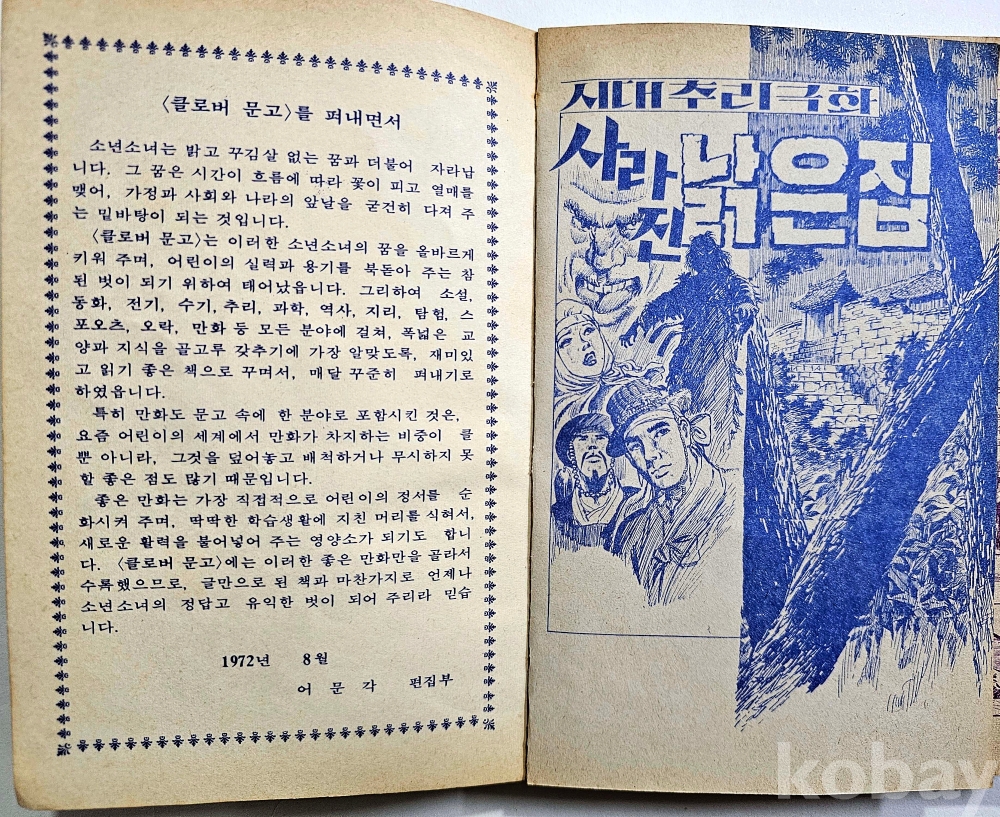 〈클로버 문고〉를 펴내면서
소년소녀는 밝고 꾸김살 없는 꿈과 더불어 자라납
니다. 그 꿈은 시간이 흐름에 따라 꽃이 피고 열매를
맺어, 가정과 사회와 나라의 앞날을 굳건히 다져 주
는 밑바탕이 되는 것입니다.
〈클로버 문고〉는 이러한 소년소녀의 꿈을 올바르게
키워 주며, 어린이의 실력과 용기를 북돋아 주는 참
된 벗이 되기 위하여 태어났읍니다. 그리하여 소설,
동화, 전기, 수기, 추리, 과학, 역사, 지리, 탐험, 스
포오츠, 오락, 만화 등 모든 분야에 걸쳐, 폭넓은 교
양과 지식을 골고루 갖추기에 가장 알맞도록, 재미있
고 읽기 좋은 책으로 꾸며서, 매달 꾸준히 펴내기로
하였읍니다.
특히 만화도 문고 속에 한 분야로 포함시킨 것은,
요즘 어린이의 세계에서 만화가 차지하는 비중이 클
뿐 아니라, 그것을 덮어놓고 배척하거나 무시하지 못
할 좋은 점도 많기 때문입니다.
좋은 만화는 가장 직접적으로 어린이의 정서를 순
화시켜 주며, 딱딱한 학습생활에 지친 머리를 식혀서,
새로운 활력을 불어넣어 주는 영양소가 되기도 합니
다. 〈클로버 문고〉에는 이러한 좋은 만화만을 골라서
수록했으므로, 글만으로 된 책과 마찬가지로 언제나
소년소녀의 정답고 유익한 벗이 되어 주리라 믿습
니다.
1972년 8월
어문각 편집부
시대추리극화
사라진
낡은집
kobay